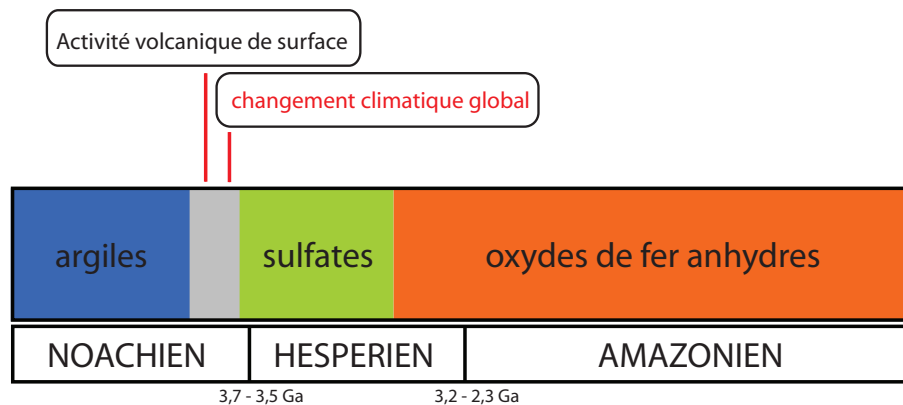 Activité volcanique de surface
changement climatique global
argiles
sulfates
oxydes de fer anhydres
NOACHIEN
HESPERIEN
AMAZONIEN
3,7 - 3,5 Ga
3,2 - 2,3 Ga